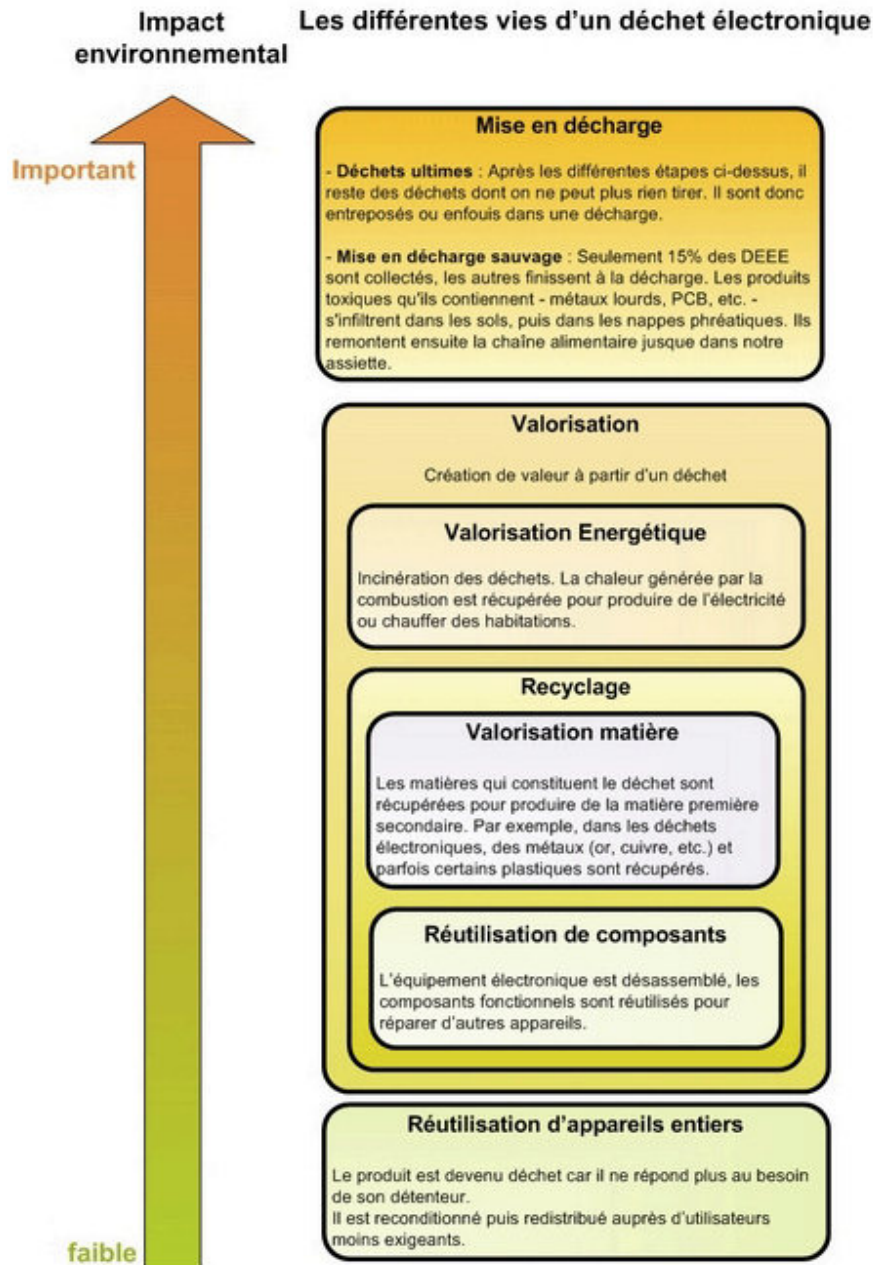 Impact
environnemental
Les différentes vies d'un déchet électronique
Important
Mise en décharge
- Déchets ultimes : Après les différentes étapes ci-dessus, il
reste des déchets dont on ne peut plus rien tirer. Il sont donc
entreposés ou enfouis dans une décharge.
- Mise en décharge sauvage : Seulement 15% des DEEE
sont collectés, les autres finissent à la décharge. Les produits
toxiques qu'ils contiennent - métaux lourds, PCB, etc. -
s'infiltrent dans les sols, puis dans les nappes phréatiques. Ils
remontent ensuite la chaîne alimentaire jusque dans notre
assiette.
Valorisation
Création de valeur à partir d'un déchet
Valorisation Energétique
Incinération des déchets. La chaleur générée par la
combustion est récupérée pour produire de l'électricité
ou chauffer des habitations.
Recyclage
Valorisation matière
Les matières qui constituent le déchet sont
récupérées pour produire de la matière première
secondaire. Par exemple, dans les déchets
électroniques, des métaux (or, cuivre, etc.) et
parfois certains plastiques sont récupérés.
Réutilisation de composants
L'équipement électronique est désassemblé, les
composants fonctionnels sont réutilisés pour
réparer d'autres appareils.
Réutilisation d'appareils entiers
Le produit est devenu déchet car il ne répond plus au besoin
de son détenteur.
Il est reconditionné puis redistribué auprès d'utilisateurs
moins exigeants.
faible